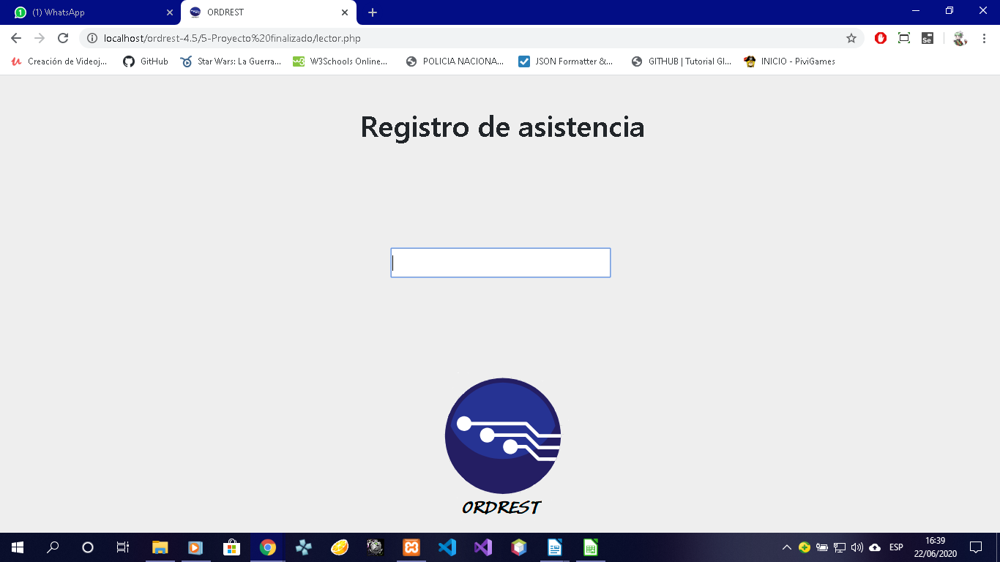 (1) WhatsApp
ORDREST
localhost/ordrest-4.5/5-Proyecto%20finalizado/lector.php
Creación de Videoj...
GitHub
Star Wars: La Guerra...
W3Schools Online...
POLICIA NACIONA...
JSON Formatter &...
GITHUB | Tutorial GI...
INICIO - PiviGames
Registro de asistencia
ORDREST
ESP
16:39
22/06/2020